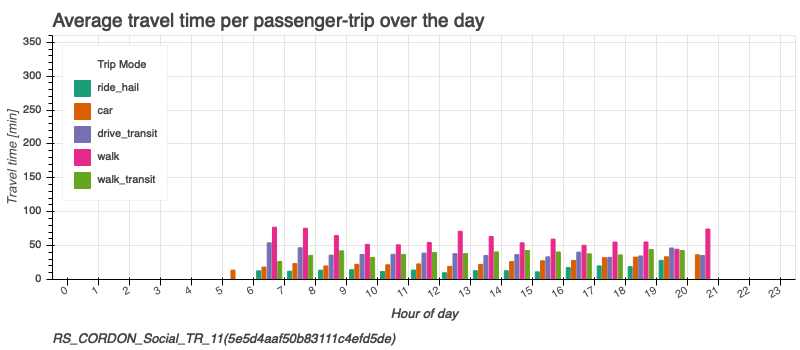 Average travel time per passenger-trip over the day
Travel time [min]
350
300
250
200
150
100
50
0
Trip Mode
ride_hail
car
drive_transit
walk
walk_transit
0 1 2 3 4 5 6 7 8 9 10 11 12 13 14 15 16 17 18 19 20 21 22 23
Hour of day
RS_CORDON_Social_TR_11(5e5d4aaf50b83111c4efd5de)